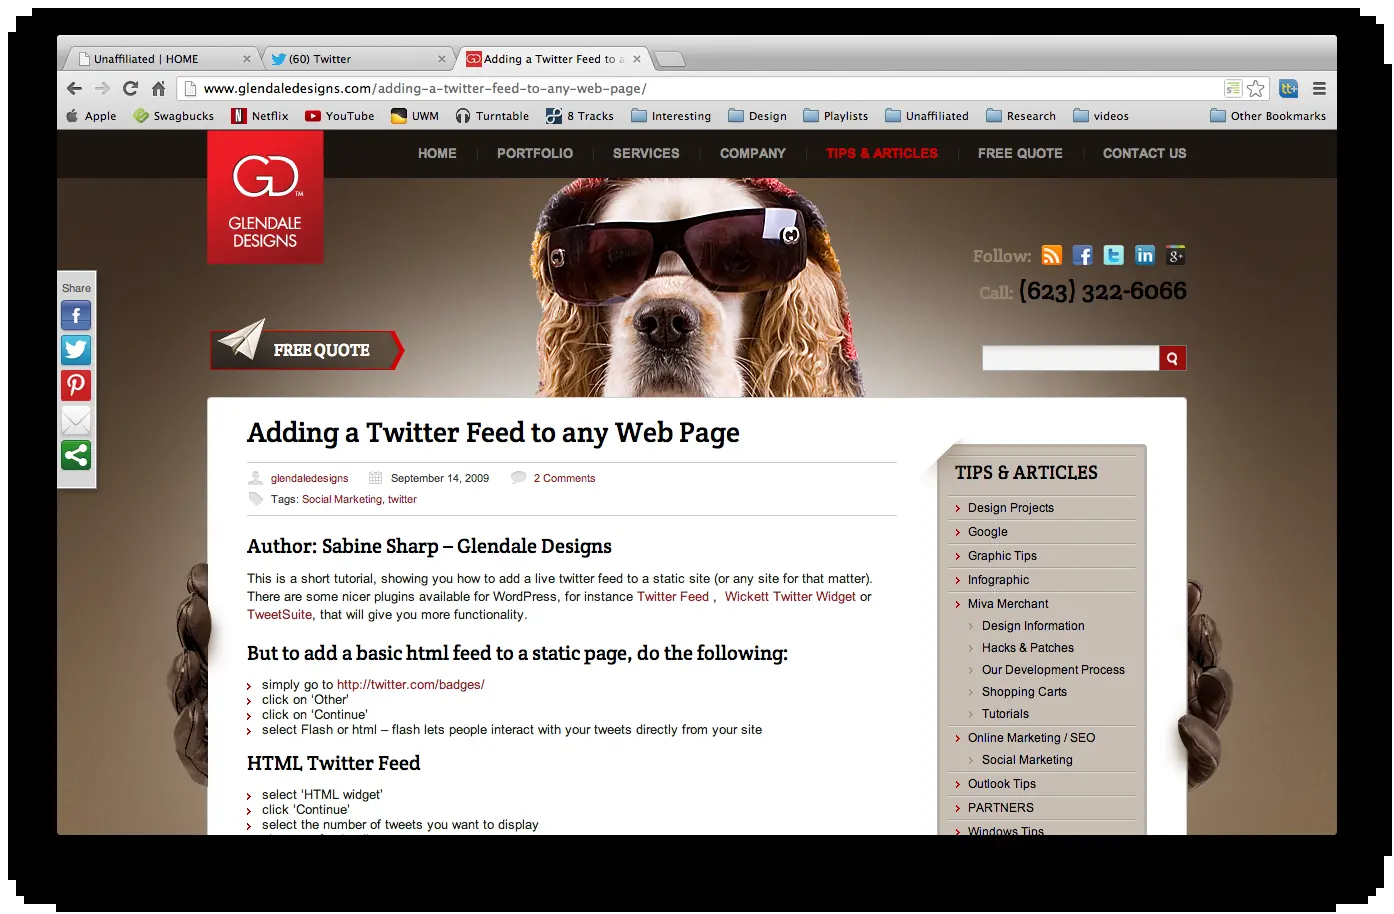 Unaffiliated | HOME
(60) Twitter
Adding a Twitter Feed to a
www.glendaledesigns.com/adding-a-twitter-feed-to-any-web-page/
Apple
Swagbucks
Netflix
YouTube
UWM
Turntable
8 Tracks
Interesting
Design
Playlists
Unaffiliated
Research
videos
Other Bookmarks
GD TM
GLENDALE
DESIGNS
HOME
PORTFOLIO
SERVICES
COMPANY
TIPS & ARTICLES
FREE QUOTE
CONTACT US
Follow:
Call: (623) 322-6066
Share
FREE QUOTE
Adding a Twitter Feed to any Web Page
glendaledesigns
September 14, 2009
2 Comments
Tags: Social Marketing, twitter
Author: Sabine Sharp – Glendale Designs
This is a short tutorial, showing you how to add a live twitter feed to a static site (or any site for that matter).
There are some nicer plugins available for WordPress, for instance Twitter Feed , Wickett Twitter Widget or
TweetSuite, that will give you more functionality.
But to add a basic html feed to a static page, do the following:
simply go to http://twitter.com/badges/
click on ‘Other’
click on ‘Continue’
select Flash or html – flash lets people interact with your tweets directly from your site
HTML Twitter Feed
select ‘HTML widget’
click ‘Continue’
select the number of tweets you want to display
TIPS & ARTICLES
Design Projects
Google
Graphic Tips
Infographic
Miva Merchant
Design Information
Hacks & Patches
Our Development Process
Shopping Carts
Tutorials
Online Marketing / SEO
Social Marketing
Outlook Tips
PARTNERS
Windows Tips